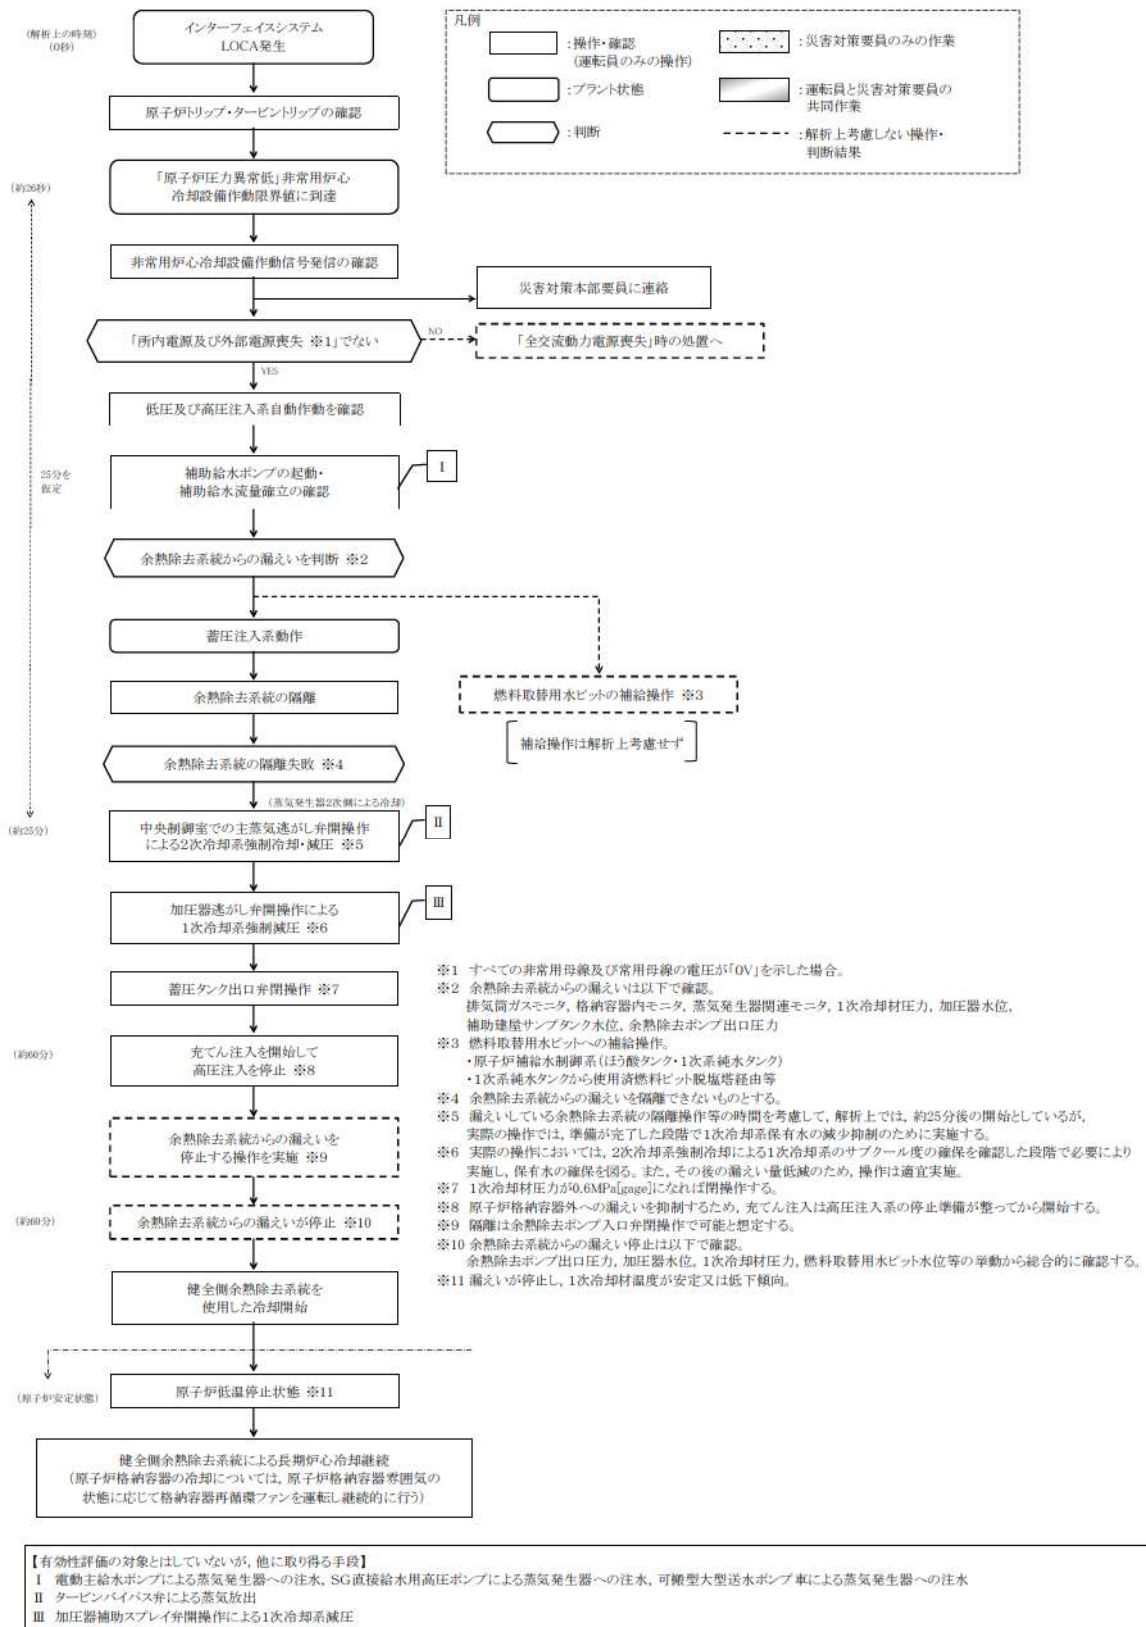 (解析上の時刻)
(0秒)
インターフェイスシステム
LOCA発生
凡例
：操作・確認
(運転員のみの操作)
：プラント状態
：判断
：災害対策要員のみの作業
：運転員と災害対策要員の
共同作業
：解析上考慮しない操作・
判断結果
原子炉トリップ・タービントリップの確認
(約26秒)
「原子炉圧力異常低」非常用炉心
冷却設備作動限界値に到達
非常用炉心冷却設備作動信号発信の確認
災害対策本部要員に連絡
「所内電源及び外部電源喪失 ※1」でない
NO
「全交流動力電源喪失」時の処置へ
YES
低圧及び高圧注入系自動作動を確認
25分を
仮定
補助給水ポンプの起動・
補助給水流量確立の確認
Ⅰ
余熱除去系統からの漏えいを判断 ※2
蓄圧注入系動作
余熱除去系統の隔離
燃料取替用水ピットの補給操作 ※3
補給操作は解析上考慮せず
余熱除去系統の隔離失敗 ※4
(蒸気発生器2次側による冷却)
(約25分)
中央制御室での主蒸気逃がし弁開操作
による2次冷却系強制冷却・減圧 ※5
Ⅱ
加圧器逃がし弁開操作による
1次冷却系強制減圧 ※6
Ⅲ
蓄圧タンク出口弁閉操作 ※7
(約60分)
充てん注入を開始して
高圧注入を停止 ※8
余熱除去系統からの漏えいを
停止する操作を実施 ※9
(約60分)
余熱除去系統からの漏えいが停止 ※10
健全側余熱除去系統を
使用した冷却開始
(原子炉安定状態)
原子炉低温停止状態 ※11
健全側余熱除去系統による長期炉心冷却継続
(原子炉格納容器の冷却については，原子炉格納容器雰囲気の
状態に応じて格納容器再循環ファンを運転し継続的に行う)
※1 すべての非常用母線及び常用母線の電圧が「0V」を示した場合。
※2 余熱除去系統からの漏えいは以下で確認。
排気筒ガスモニタ，格納容器内モニタ，蒸気発生器関連モニタ，1次冷却材圧力，加圧器水位，
補助建屋サンプタンク水位，余熱除去ポンプ出口圧力
※3 燃料取替用水ピットへの補給操作。
・原子炉補給水制御系(ほう酸タンク・1次系純水タンク)
・1次系純水タンクから使用済燃料ピット脱塩塔経由等
※4 余熱除去系統からの漏えいを隔離できないものとする。
※5 漏えいしている余熱除去系統の隔離操作等の時間を考慮して，解析上では，約25分後の開始としているが，
実際の操作では，準備が完了した段階で1次冷却系保有水の減少抑制のために実施する。
※6 実際の操作においては，2次冷却系強制冷却による1次冷却系のサブクール度の確保を確認した段階で必要により
実施し，保有水の確保を図る。また，その後の漏えい量低減のため，操作は適宜実施。
※7 1次冷却材圧力が0.6MPa[gage]になれば閉操作する。
※8 原子炉格納容器外への漏えいを抑制するため，充てん注入は高圧注入系の停止準備が整ってから開始する。
※9 隔離は余熱除去ポンプ入口弁閉操作で可能と想定する。
※10 余熱除去系統からの漏えい停止は以下で確認。
余熱除去ポンプ出口圧力，加圧器水位，1次冷却材圧力，燃料取替用水ピット水位等の挙動から総合的に確認する。
※11 漏えいが停止し，1次冷却材温度が安定又は低下傾向。
【有効性評価の対象とはしていないが，他に取り得る手段】
Ⅰ 電動主給水ポンプによる蒸気発生器への注水，SG直接給水用高圧ポンプによる蒸気発生器への注水，可搬型大型送水ポンプ車による蒸気発生器への注水
Ⅱ タービンバイパス弁による蒸気放出
Ⅲ 加圧器補助スプレイ弁開操作による1次冷却系減圧